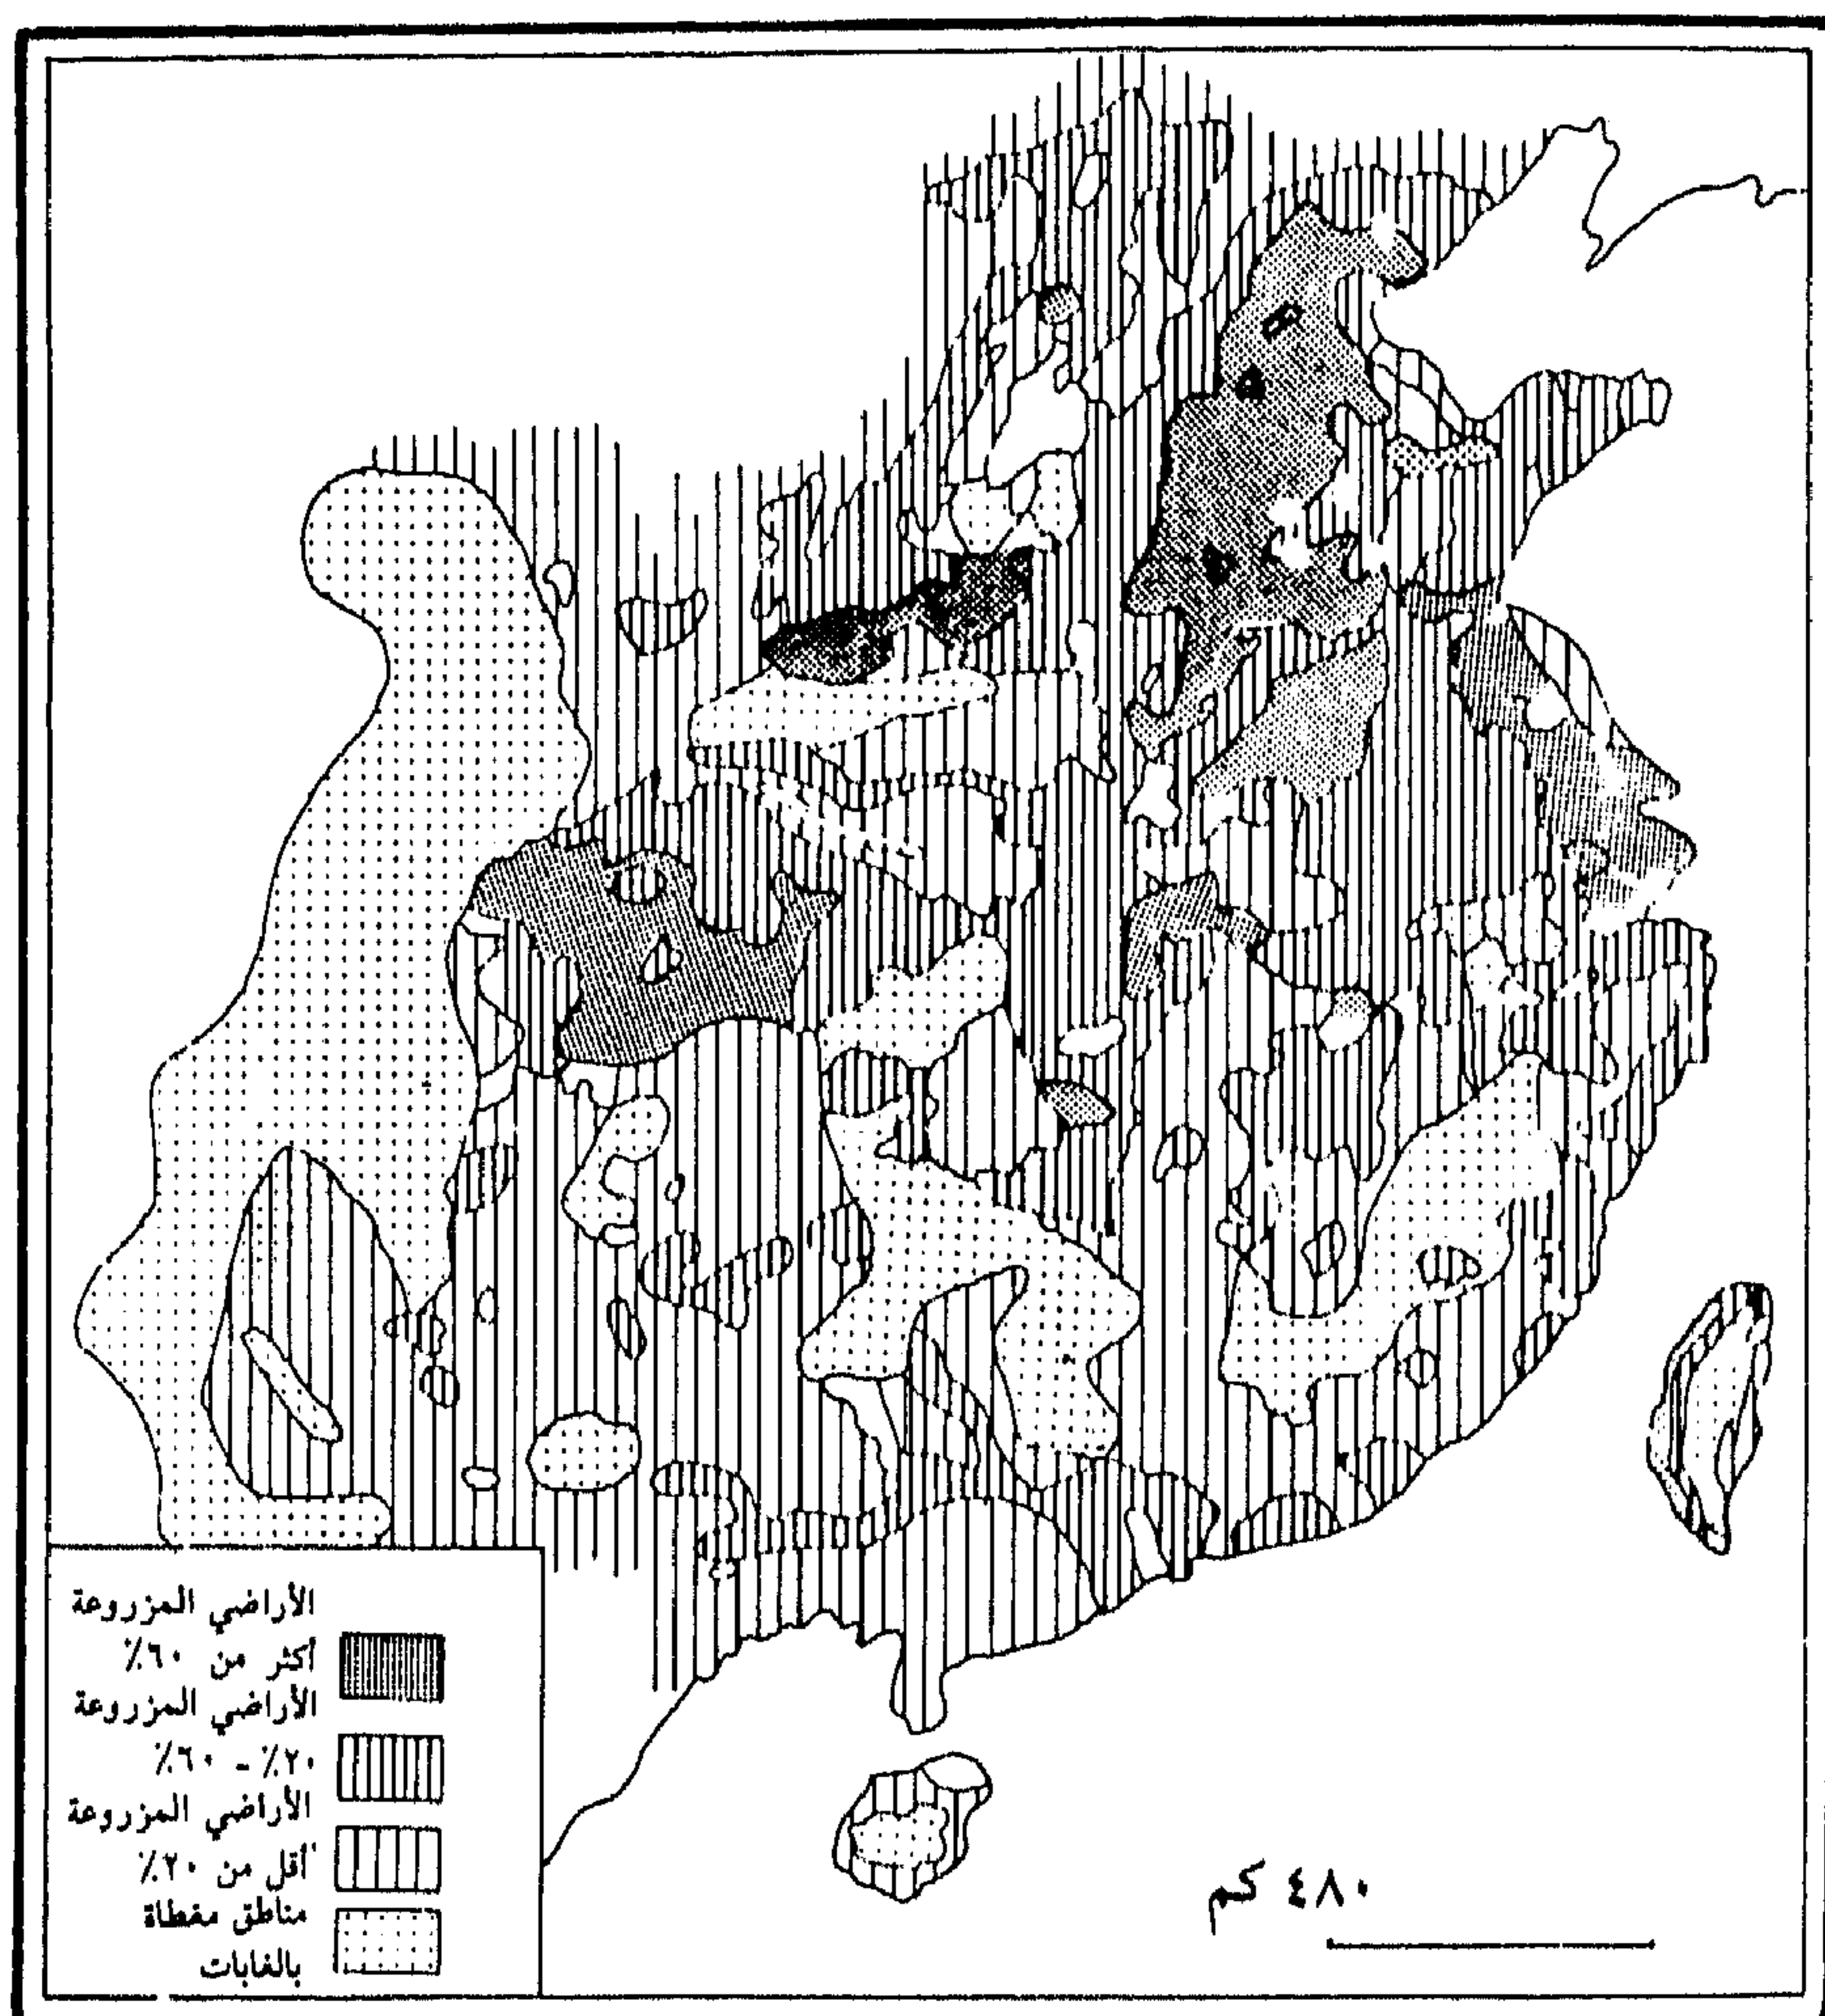 الأراضي المزروعة
أكثر من ٦٠٪
الأراضي المزروعة
٢٠٪ - ٦٠٪
الأراضي المزروعة
أقل من ٢٠٪
مناطق مغطاة
بالغابات
٤٨٠ كم